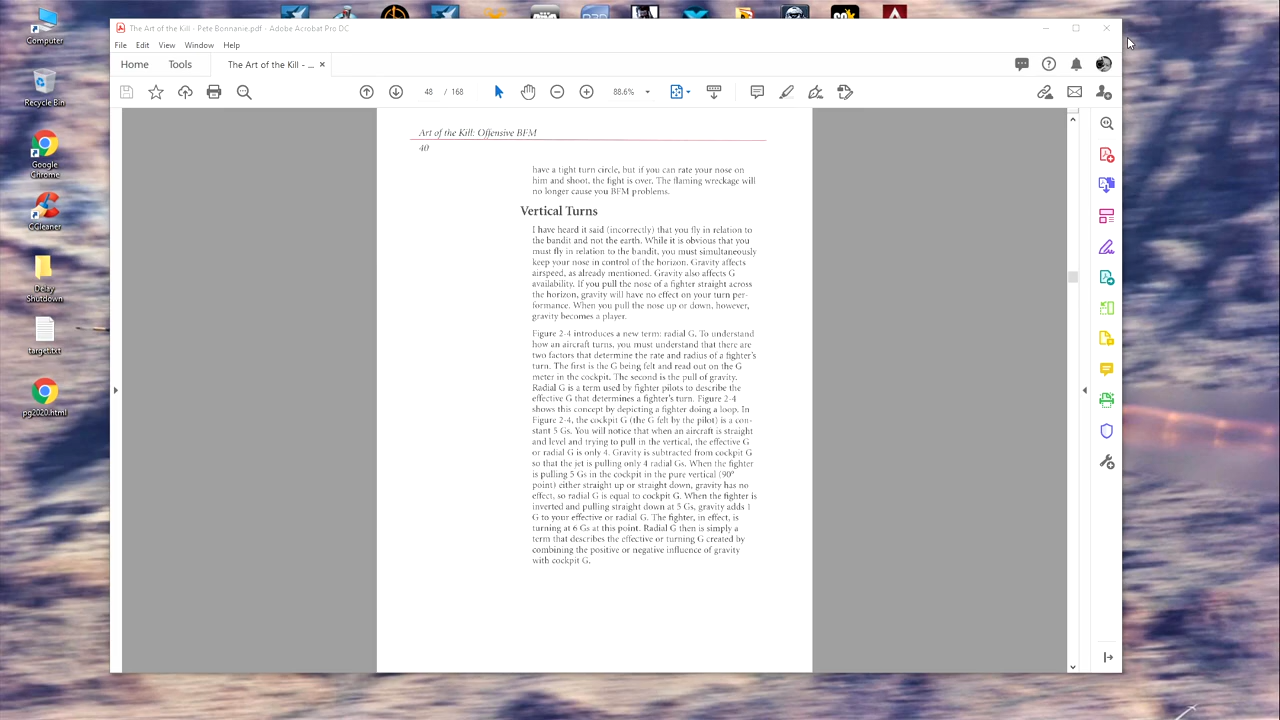 Computer
Recycle Bin
Google
Chrome
CCleaner
Delay
Shutdown
target.txt
pg2020.html
The Art of the Kill - Pete Bonnanie.pdf - Adobe Acrobat Pro DC
File Edit View Window Help
Home Tools The Art of the Kill - ... ×
48 / 168 88.6%
Art of the Kill: Offensive BFM
40
have a tight turn circle, but if you can rate your nose on
him and shoot, the fight is over. The flaming wreckage will
no longer cause you BFM problems.
Vertical Turns
I have heard it said (incorrectly) that you fly in relation to
the bandit and not the earth. While it is obvious that you
must fly in relation to the bandit, you must simultaneously
keep your nose in control of the horizon. Gravity affects
airspeed, as already mentioned. Gravity also affects G
availability. If you pull the nose of a fighter straight across
the horizon, gravity will have no effect on your turn per-
formance. When you pull the nose up or down, however,
gravity becomes a player.
Figure 2-4 introduces a new term: radial G. To understand
how an aircraft turns, you must understand that there are
two factors that determine the rate and radius of a fighter's
turn. The first is the G being felt and read out on the G
meter in the cockpit. The second is the pull of gravity.
Radial G is a term used by fighter pilots to describe the
effective G that determines a fighter's turn. Figure 2-4
shows this concept by depicting a fighter doing a loop. In
Figure 2-4, the cockpit G (the G felt by the pilot) is a con-
stant 5 Gs. You will notice that when an aircraft is straight
and level and trying to pull in the vertical, the effective G
or radial G is only 4. Gravity is subtracted from cockpit G
so that the jet is pulling only 4 radial Gs. When the fighter
is pulling 5 Gs in the cockpit in the pure vertical (90°
point) either straight up or straight down, gravity has no
effect, so radial G is equal to cockpit G. When the fighter is
inverted and pulling straight down at 5 Gs, gravity adds 1
G to your effective or radial G. The fighter, in effect, is
turning at 6 Gs at this point. Radial G then is simply a
term that describes the effective or turning G created by
combining the positive or negative influence of gravity
with cockpit G.